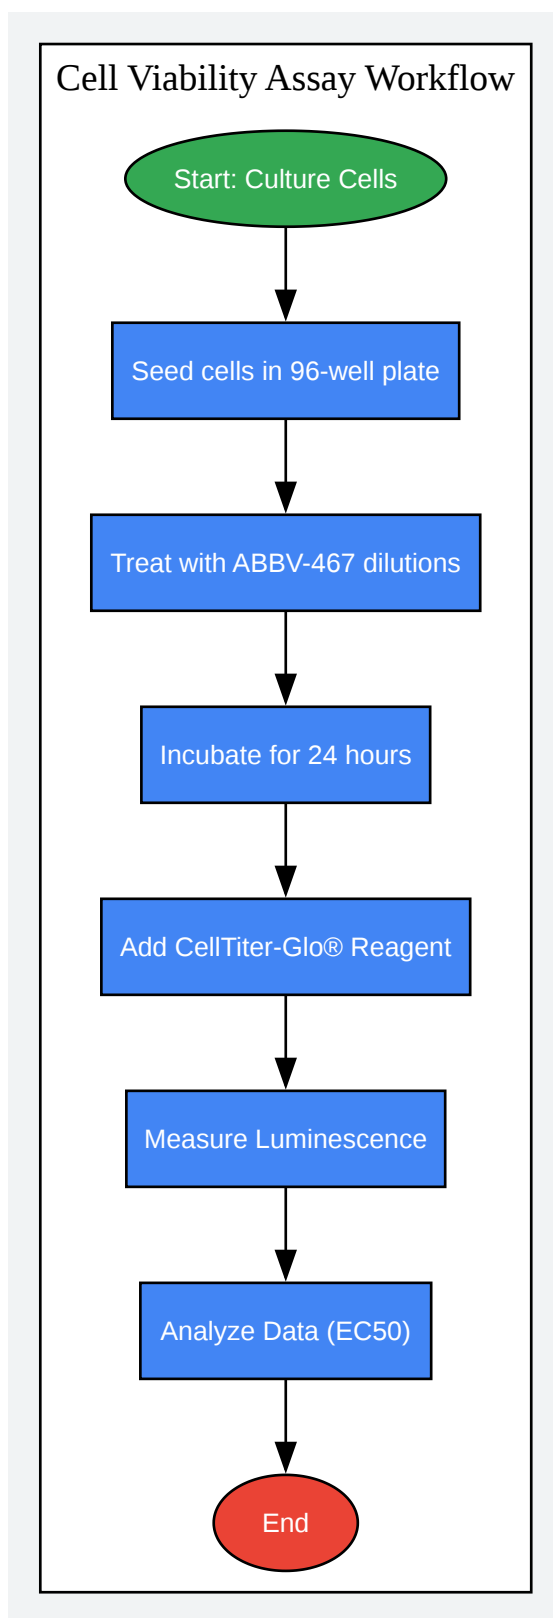 Cell Viability Assay Workflow
Start: Culture Cells
Seed cells in 96-well plate
Treat with ABBV-467 dilutions
Incubate for 24 hours
Add CellTiter-Glo® Reagent
Measure Luminescence
Analyze Data (EC50)
End